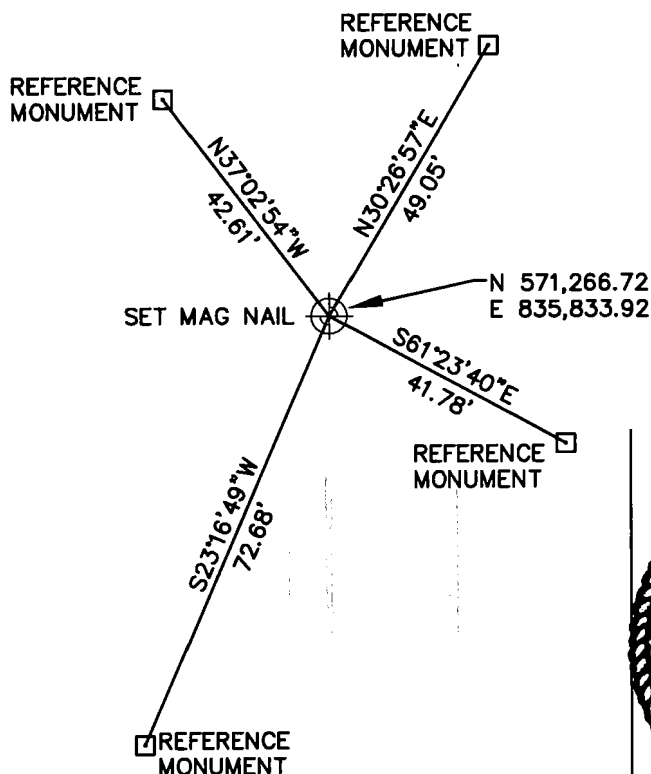 REFERENCE
MONUMENT
REFERENCE
MONUMENT
N37°02'54"W
42.61'
N30°26'57"E
49.05'
N 571,266.72
E 835,833.92
SET MAG NAIL
S61°23'40"E
41.78'
REFERENCE
MONUMENT
S23°16'49"W
72.68'
REFERENCE
MONUMENT